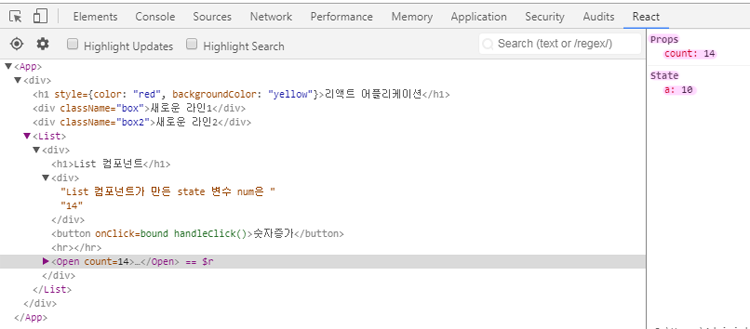 Elements Console Sources Network Performance Memory Application Security Audits React
Highlight Updates Highlight Search Search (text or /regex/)
Props
count: 14
State
a: 10
<App>
<div>
<h1 style={color: "red", backgroundColor: "yellow"}>리액트 어플리케이션</h1>
<div className="box">새로운 라인1</div>
<div className="box2">새로운 라인2</div>
<List>
<div>
<h1>List 컴포넌트</h1>
<div>
"List 컴포넌트가 만든 state 변수 num은 "
"14"
</div>
<button onClick=bound handleClick()>숫자증가</button>
<hr></hr>
<Open count=14>…</Open> == $r
</div>
</List>
</div>
</App>